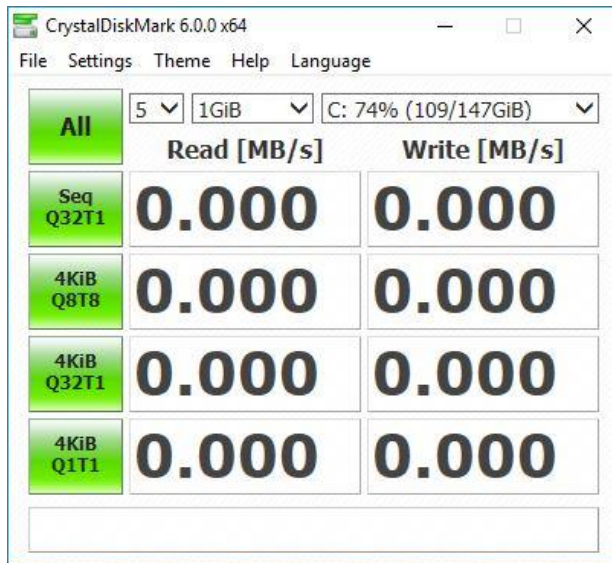 CrystalDiskMark 6.0.0 x64
File Settings Theme Help Language
All 5 1GiB C: 74% (109/147GiB)
Read [MB/s] Write [MB/s]
Seq
Q32T1 0.000 0.000
4KiB
Q8T8 0.000 0.000
4KiB
Q32T1 0.000 0.000
4KiB
Q1T1 0.000 0.000